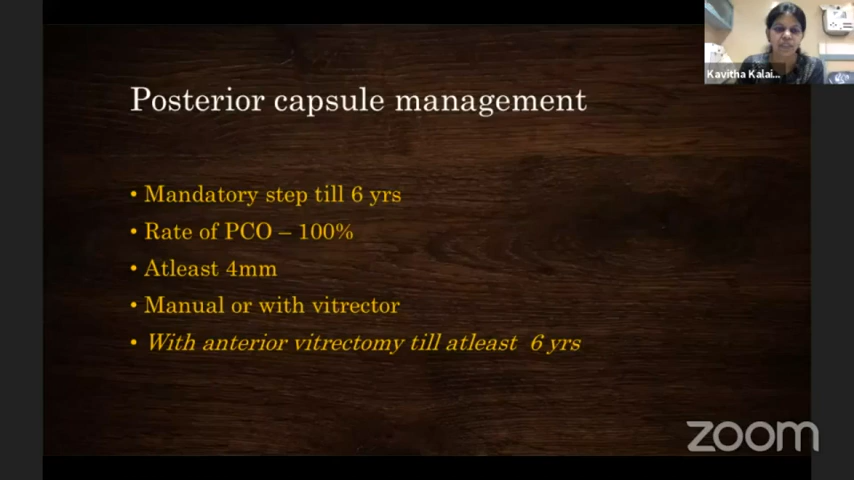 Kavitha Kalai...
Posterior capsule management
• Mandatory step till 6 yrs
• Rate of PCO – 100%
• Atleast 4mm
• Manual or with vitrector
• With anterior vitrectomy till atleast 6 yrs
zoom